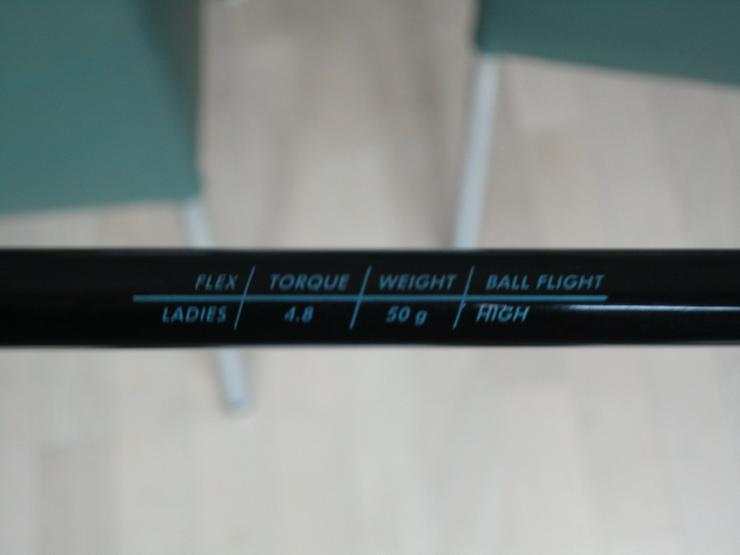 FLEX / TORQUE / WEIGHT / BALL FLIGHT
LADIES / 4.8 / 50 g / HIGH